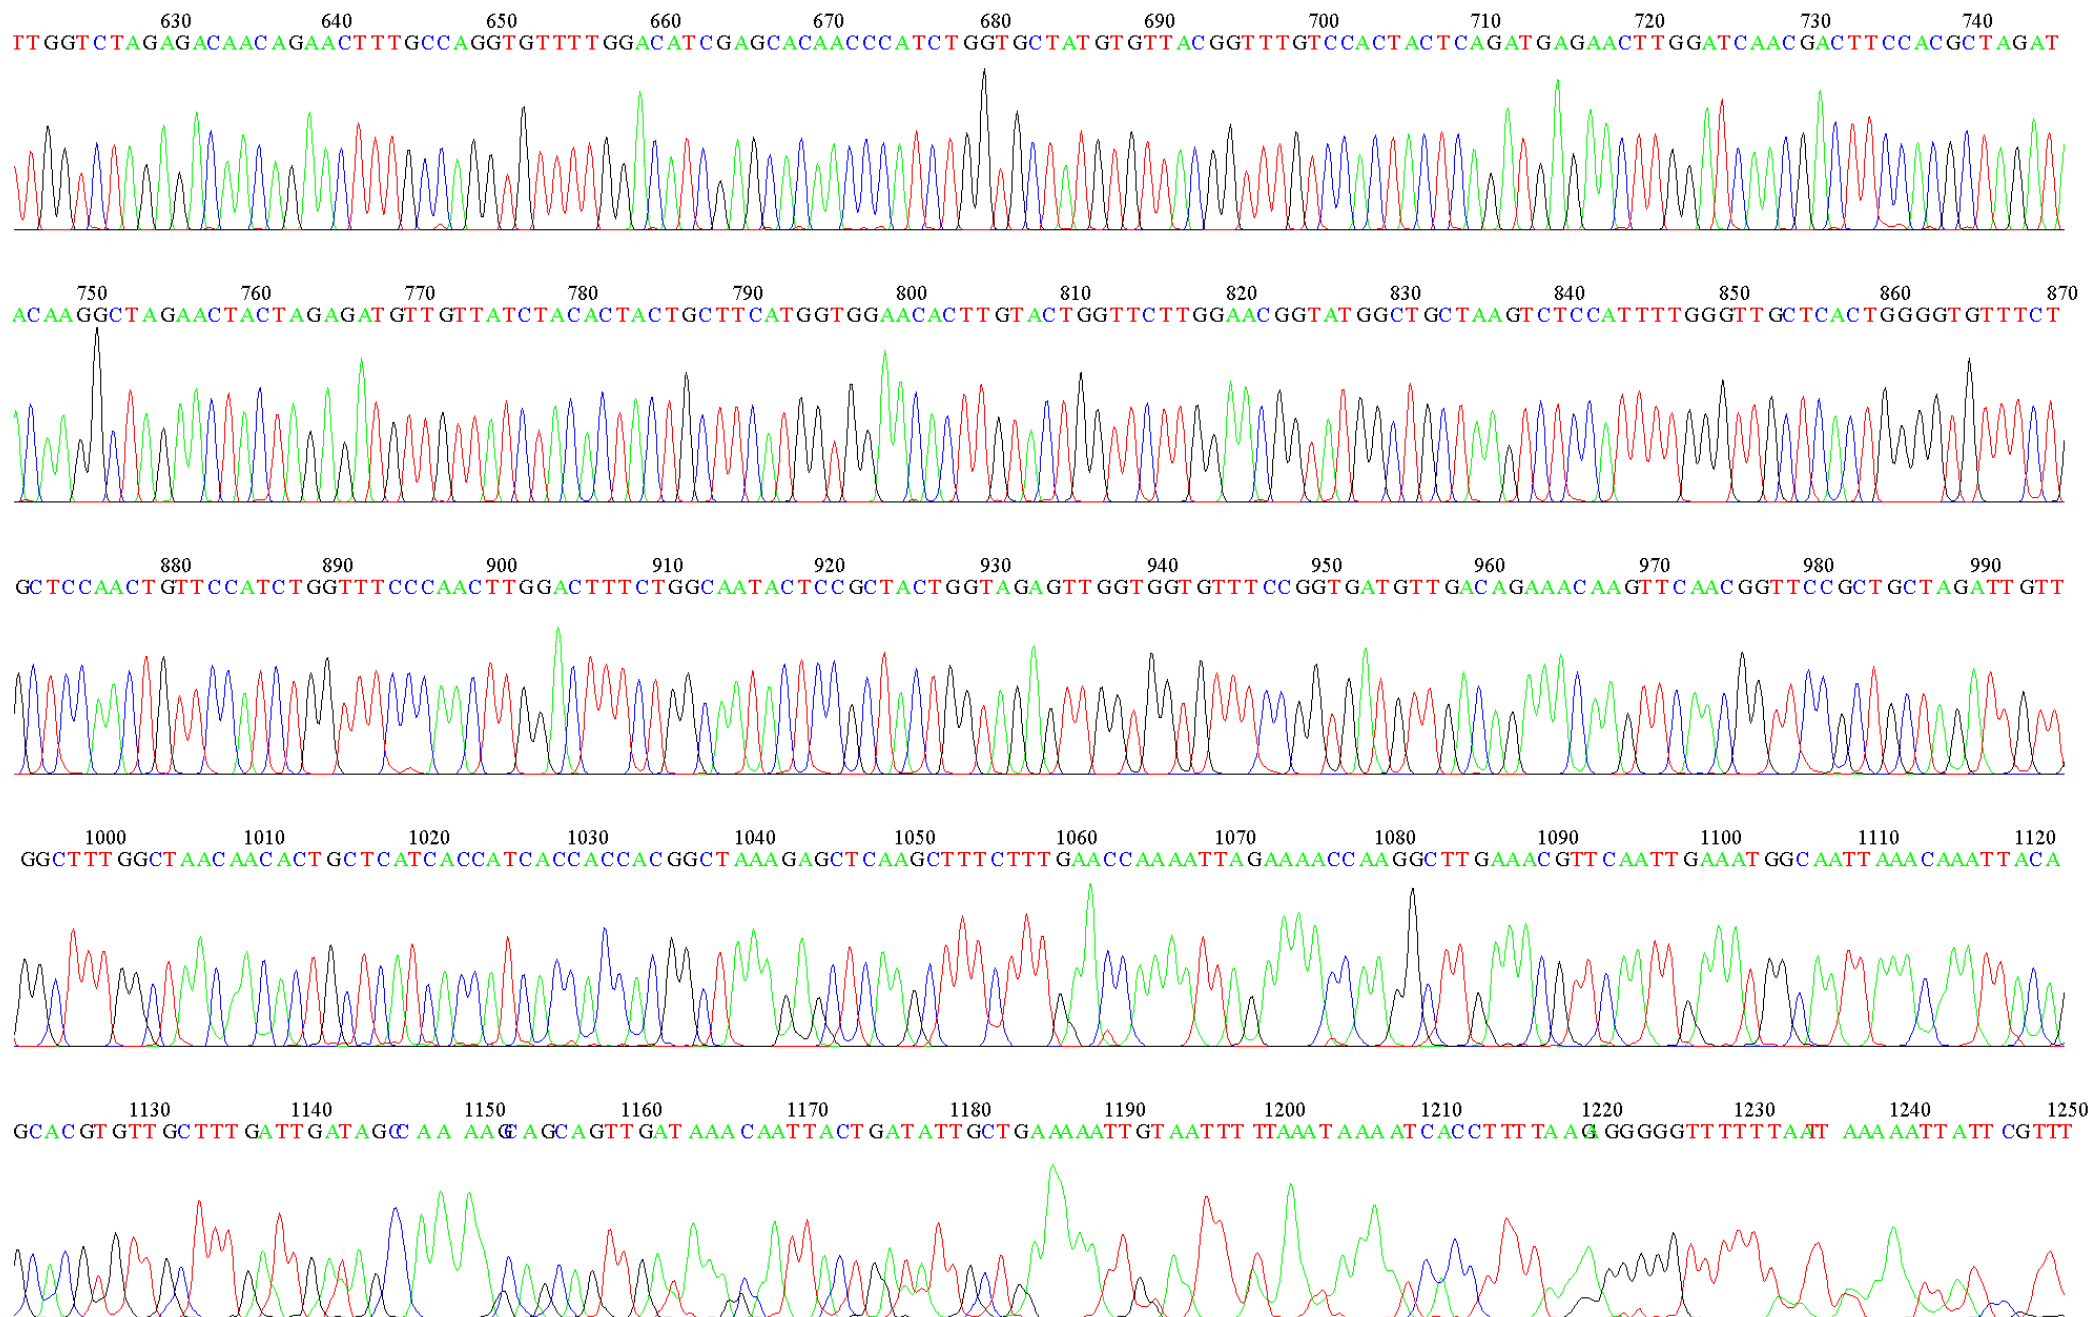 630 640 650 660 670 680 690 700 710 720 730 740
TTGGTCTAGAGACAACAGAACTTTGCCAGGTGTTTTGGACATCGAGCACAACCCATCTGGTGCTATGTGTTACGGTTTGTCCACTACTCAGATGAGAACTTGGATCAACGACTTCCACGCTAGAT
750 760 770 780 790 800 810 820 830 840 850 860 870
ACAAGGCTAGAACTACTAGAGATGTTGTTATCTACACTACTGCTTCATGGTGGAACACTTGTACTGGTTCTTGGAACGGTATGGCTGCTAAGTCTCCATTTTGGGTTGCTCACTGGGGTGTTTCT
880 890 900 910 920 930 940 950 960 970 980 990
GCTCCAACTGTTCCATCTGGTTTCCCAACTTGGACTTTCTGGCAATACTCCGCTACTGGTAGAGTTGGTGGTGTTTCCGGTGATGTTGACAGAAACAAGTTCAACGGTTCCGCTGCTAGATTGTT
1000 1010 1020 1030 1040 1050 1060 1070 1080 1090 1100 1110 1120
GGCTTTGGCTAACAACACTGCTCATCACCATCACCACCACGGCTAAAGAGCTCAAGCTTTCTTTGAACCAAAATTAGAAAACCAAGGCTTGAAACGTTCAATTGAAATGGCAATTAAACAAATTACA
1130 1140 1150 1160 1170 1180 1190 1200 1210 1220 1230 1240 1250
GCACGTGTTGCTTTGATTGATAGCCAA AAGCAGCAGTTGATAAACAATTACTGATATTGCTGAAAAATTGTAATTTTTAAATAAAATCACCTTTTAAGAGGGGGTTTTTTAATT AAAAATTATTCGTTT